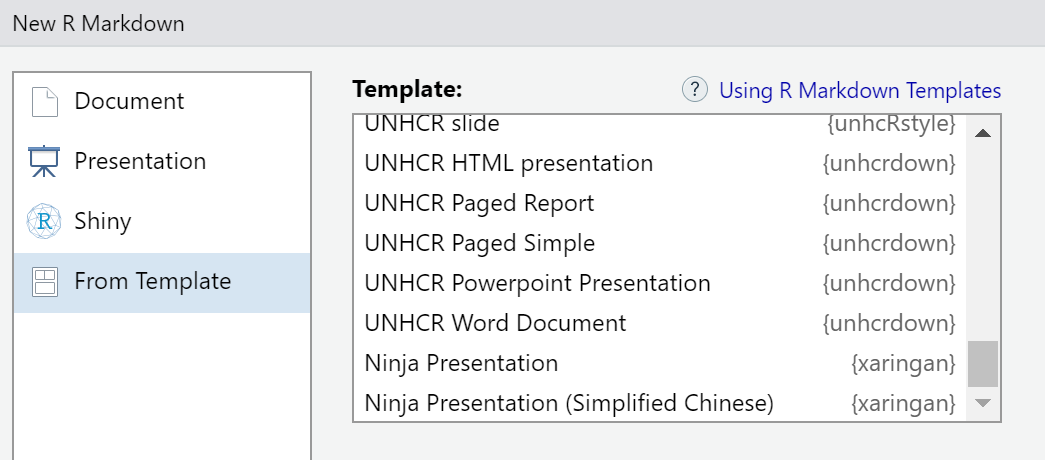 New R Markdown
Document
Presentation
Shiny
From Template
Template:
? Using R Markdown Templates
UNHCR slide {unhcRstyle}
UNHCR HTML presentation {unhcrdown}
UNHCR Paged Report {unhcrdown}
UNHCR Paged Simple {unhcrdown}
UNHCR Powerpoint Presentation {unhcrdown}
UNHCR Word Document {unhcrdown}
Ninja Presentation {xaringan}
Ninja Presentation (Simplified Chinese) {xaringan}